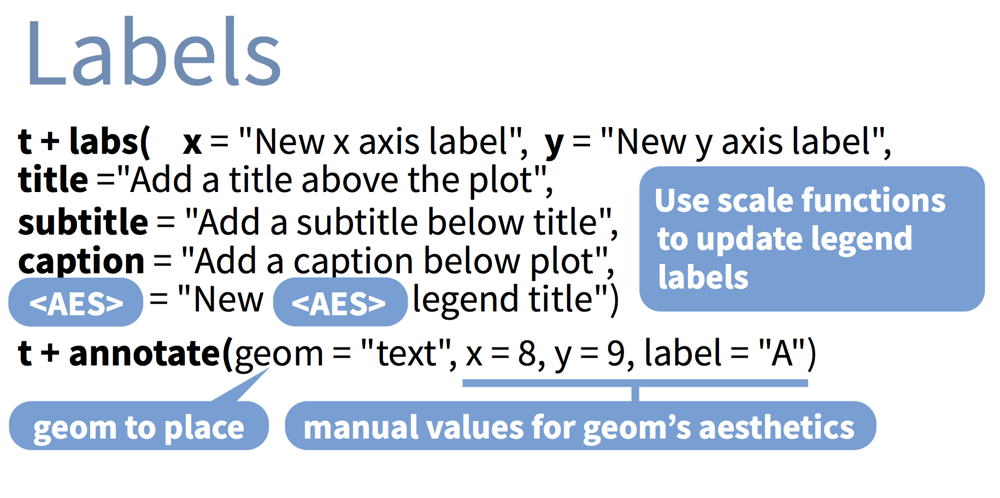 Labels
t + labs( x = "New x axis label", y = "New y axis label",
title ="Add a title above the plot",
subtitle = "Add a subtitle below title",
caption = "Add a caption below plot",
<AES> = "New <AES> legend title")
Use scale functions
to update legend
labels
t + annotate(geom = "text", x = 8, y = 9, label = "A")
geom to place
manual values for geom’s aesthetics